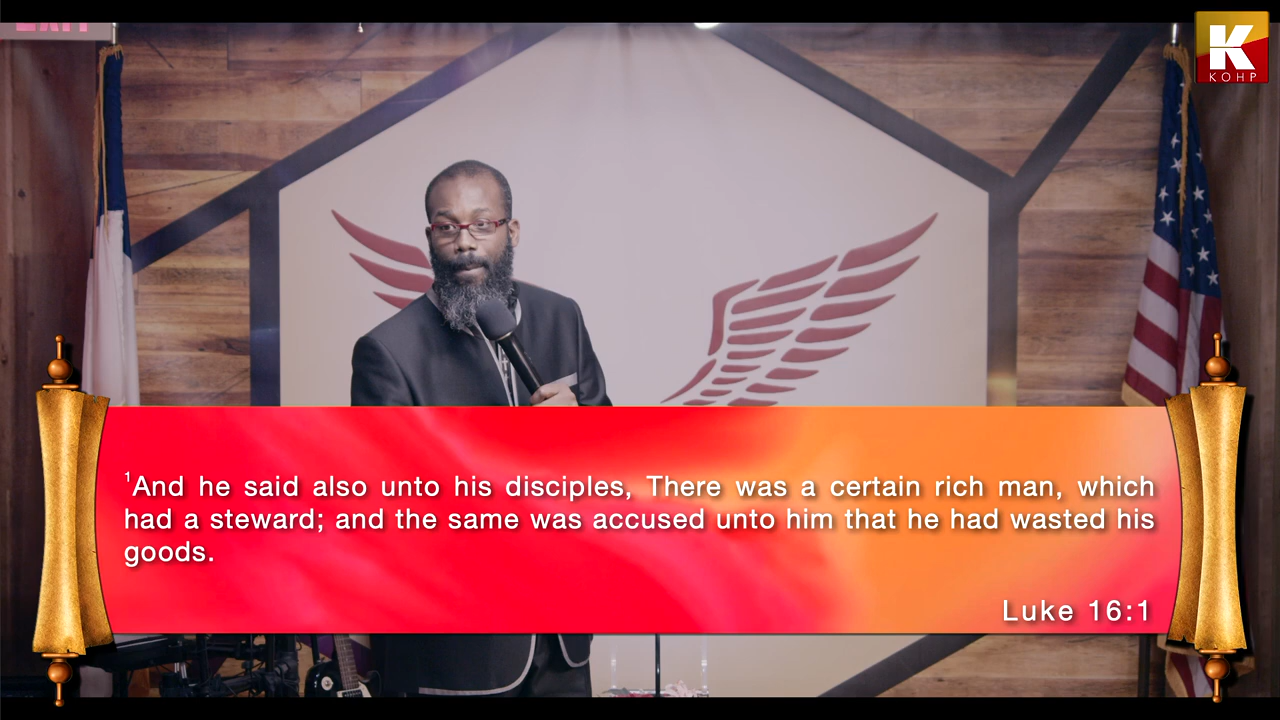 EXIT
K
KOHP
¹And he said also unto his disciples, There was a certain rich man, which
had a steward; and the same was accused unto him that he had wasted his
goods.
Luke 16:1